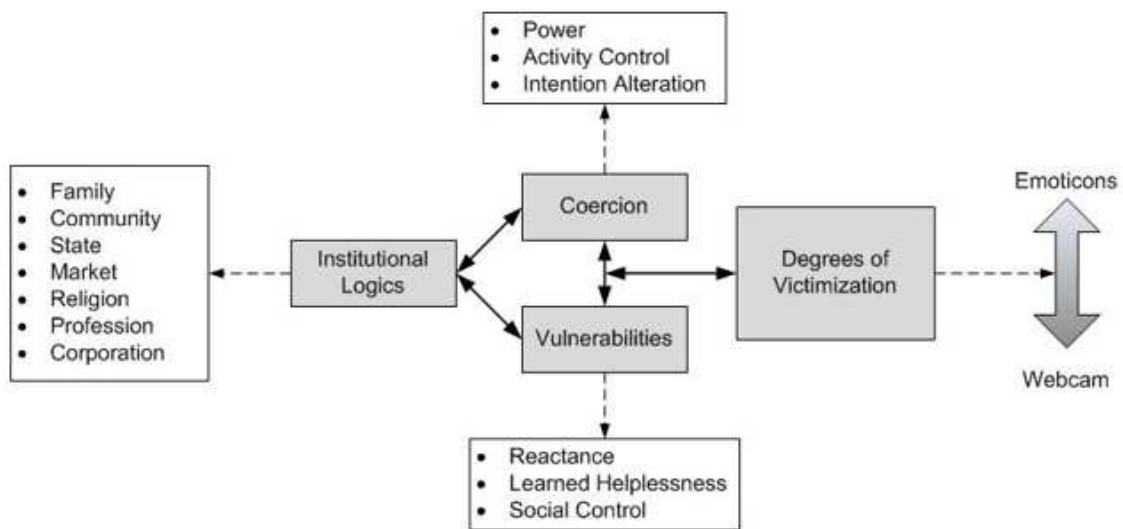 • Power
• Activity Control
• Intention Alteration
• Family
• Community
• State
• Market
• Religion
• Profession
• Corporation
Institutional
Logics
Coercion
Vulnerabilities
Degrees of
Victimization
Emoticons
Webcam
• Reactance
• Learned Helplessness
• Social Control